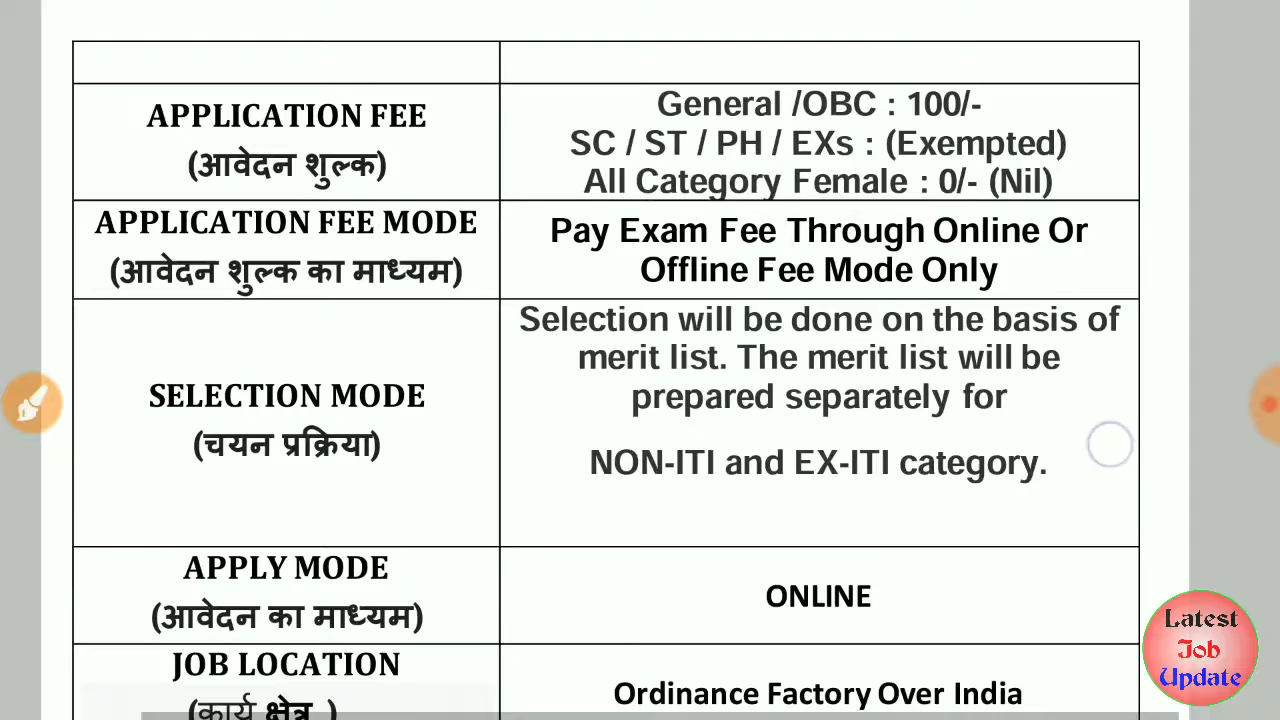 APPLICATION FEE
(आवेदन शुल्क)
General /OBC : 100/-
SC / ST / PH / EXs : (Exempted)
All Category Female : 0/- (Nil)
APPLICATION FEE MODE
(आवेदन शुल्क का माध्यम)
Pay Exam Fee Through Online Or
Offline Fee Mode Only
SELECTION MODE
(चयन प्रक्रिया)
Selection will be done on the basis of
merit list. The merit list will be
prepared separately for
NON-ITI and EX-ITI category.
APPLY MODE
(आवेदन का माध्यम)
ONLINE
JOB LOCATION
(कार्य क्षेत्र )
Ordinance Factory Over India
Latest
Job
Update